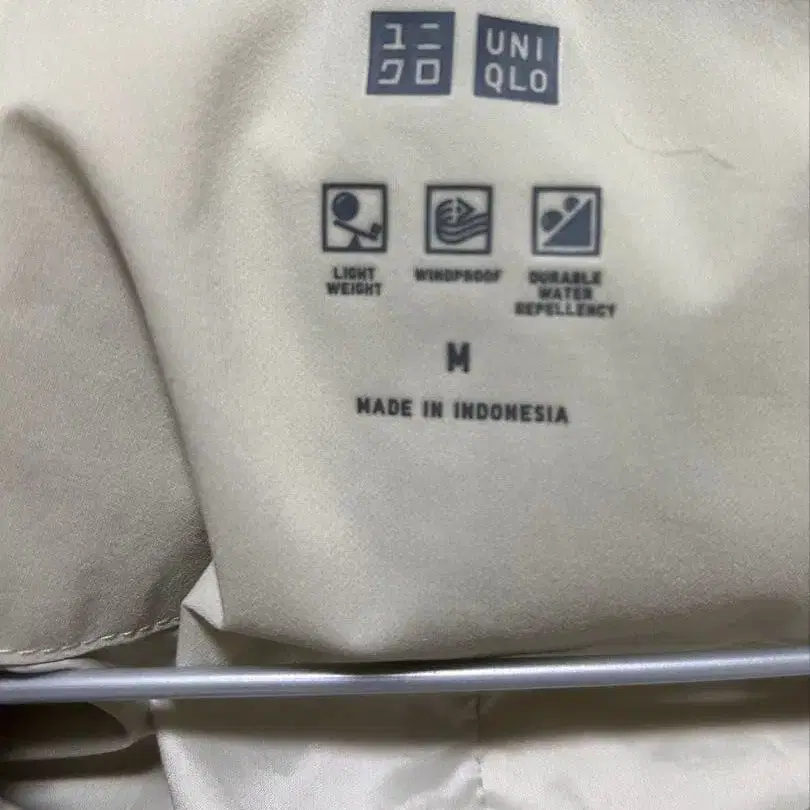 ユニ
クロ
UNI
QLO
LIGHT
WEIGHT
WINDPROOF
DURABLE
WATER
REPELLENCY
M
MADE IN INDONESIA